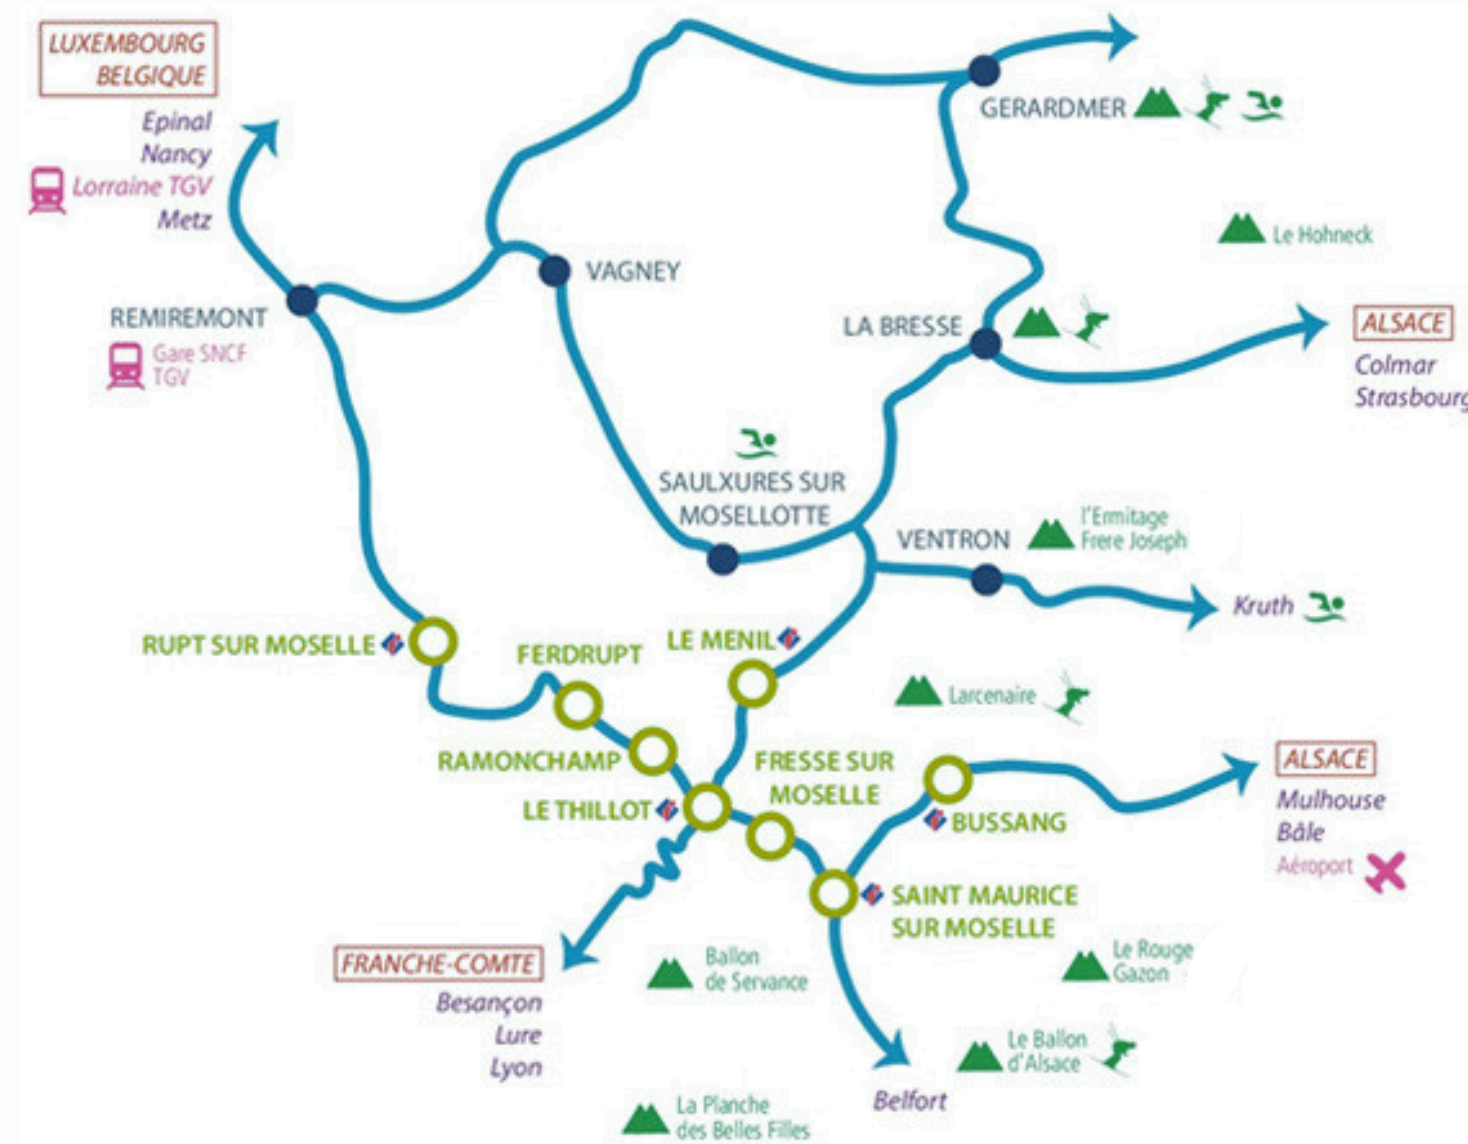 LUXEMBOURG
BELGIQUE
Epinal
Nancy
Lorraine TGV
Metz
GERARDMER
Le Hohneck
VAGNEY
REMIREMONT
Gare SNCF
TGV
LA BRESSE
ALSACE
Colmar
Strasbourg
SAULXURES SUR
MOSELLOTTE
VENTRON
l'Ermitage
Frere Joseph
Kruth
RUPT SUR MOSELLE
FERDRUPT
LE MENIL
Larcenaire
RAMONCHAMP
FRESSE SUR
MOSELLE
LE THILLOT
BUSSANG
ALSACE
Mulhouse
Bâle
Aéroport
SAINT MAURICE
SUR MOSELLE
FRANCHE-COMTE
Besançon
Lure
Lyon
Ballon
de Servance
Le Rouge
Gazon
Le Ballon
d'Alsace
Belfort
La Planche
des Belles Filles